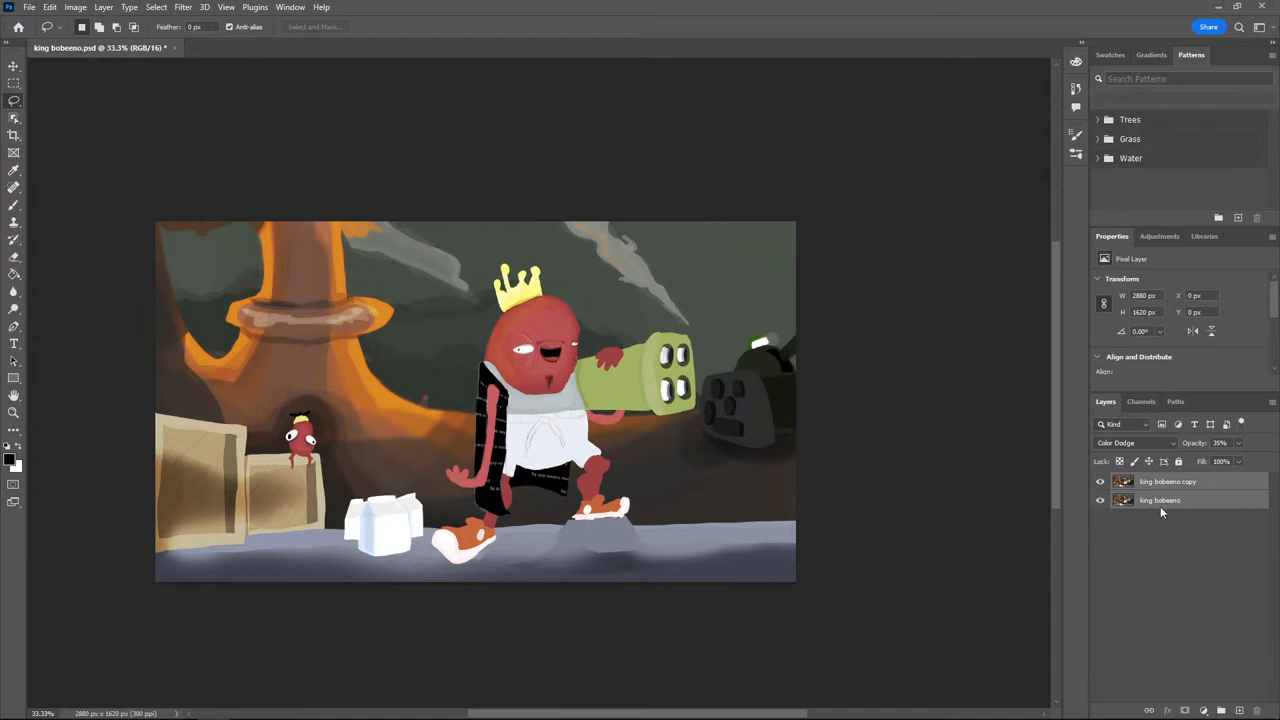 File Edit Image Layer Type Select Filter 3D View Plugins Window Help
Feather: 0 px Anti-alias Select and Mask... Share
king bobeeno.psd @ 33.3% (RGB/16) * ×
Swatches Gradients Patterns
Search Patterns
Trees
Grass
Water
Properties Adjustments Libraries
Pixel Layer
Transform
W 2880 px X 0 px
H 1620 px Y 0 px
0.00°
Align and Distribute
Align:
Layers Channels Paths
Kind
Color Dodge Opacity: 35%
Lock: Fill: 100%
king bobeeno copy
king bobeeno
33.33% 2880 px x 1620 px (300 ppi)